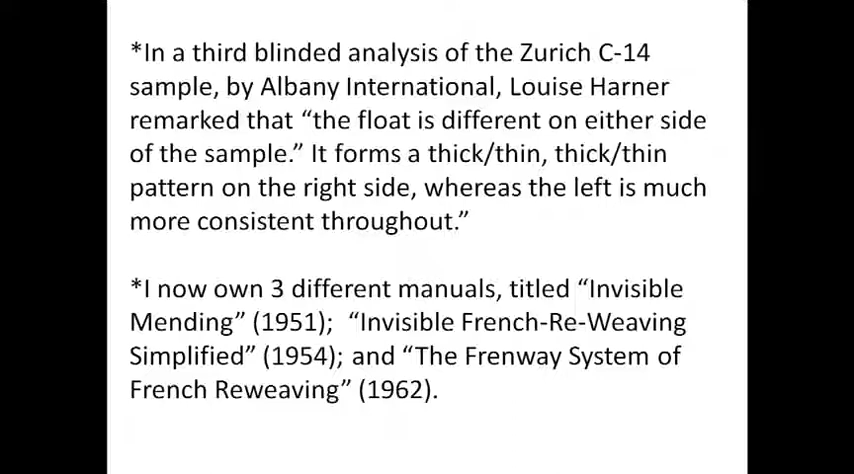 *In a third blinded analysis of the Zurich C-14
sample, by Albany International, Louise Harner
remarked that “the float is different on either side
of the sample.” It forms a thick/thin, thick/thin
pattern on the right side, whereas the left is much
more consistent throughout.”
*I now own 3 different manuals, titled “Invisible
Mending” (1951);  “Invisible French-Re-Weaving
Simplified” (1954); and “The Frenway System of
French Reweaving” (1962).